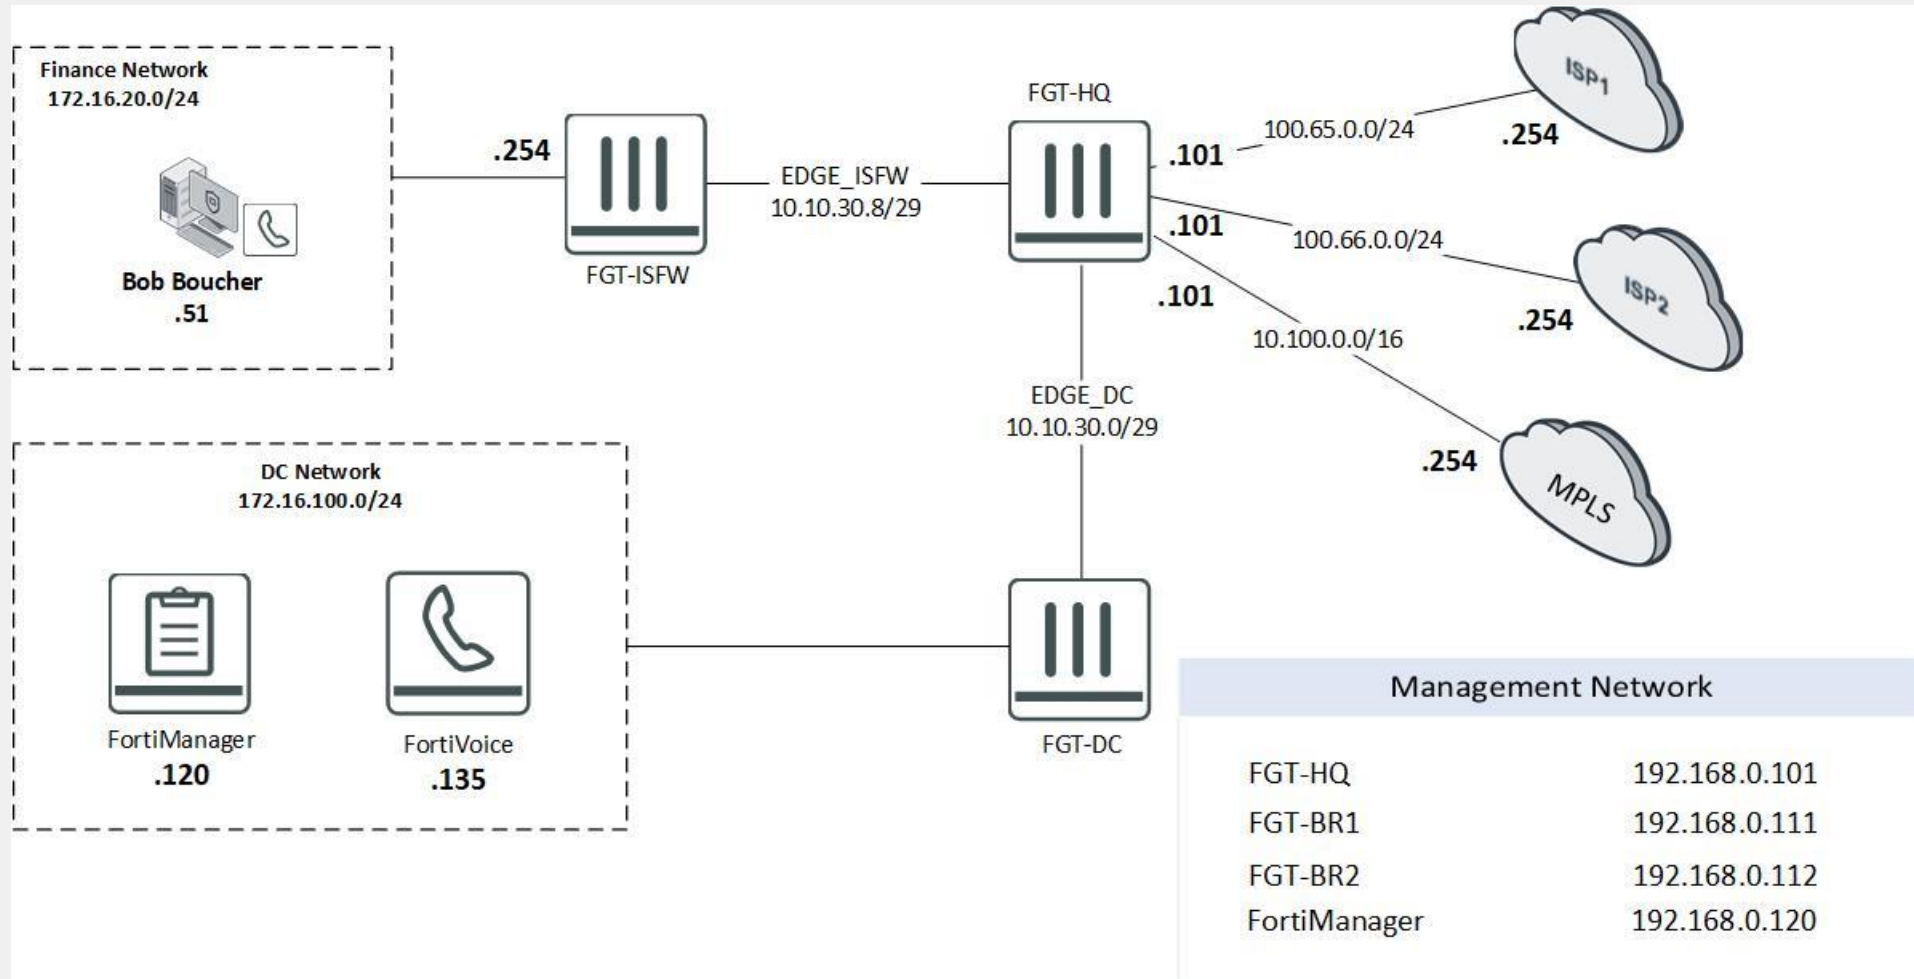 Finance Network
172.16.20.0/24
Bob Boucher
.51
.254
FGT-ISFW
EDGE_ISFW
10.10.30.8/29
FGT-HQ
.101
100.65.0.0/24
.254
ISP1
.101
100.66.0.0/24
.254
ISP2
.101
10.100.0.0/16
.254
MPLS
EDGE_DC
10.10.30.0/29
DC Network
172.16.100.0/24
FortiManager
.120
FortiVoice
.135
FGT-DC
Management Network
FGT-HQ 192.168.0.101
FGT-BR1 192.168.0.111
FGT-BR2 192.168.0.112
FortiManager 192.168.0.120